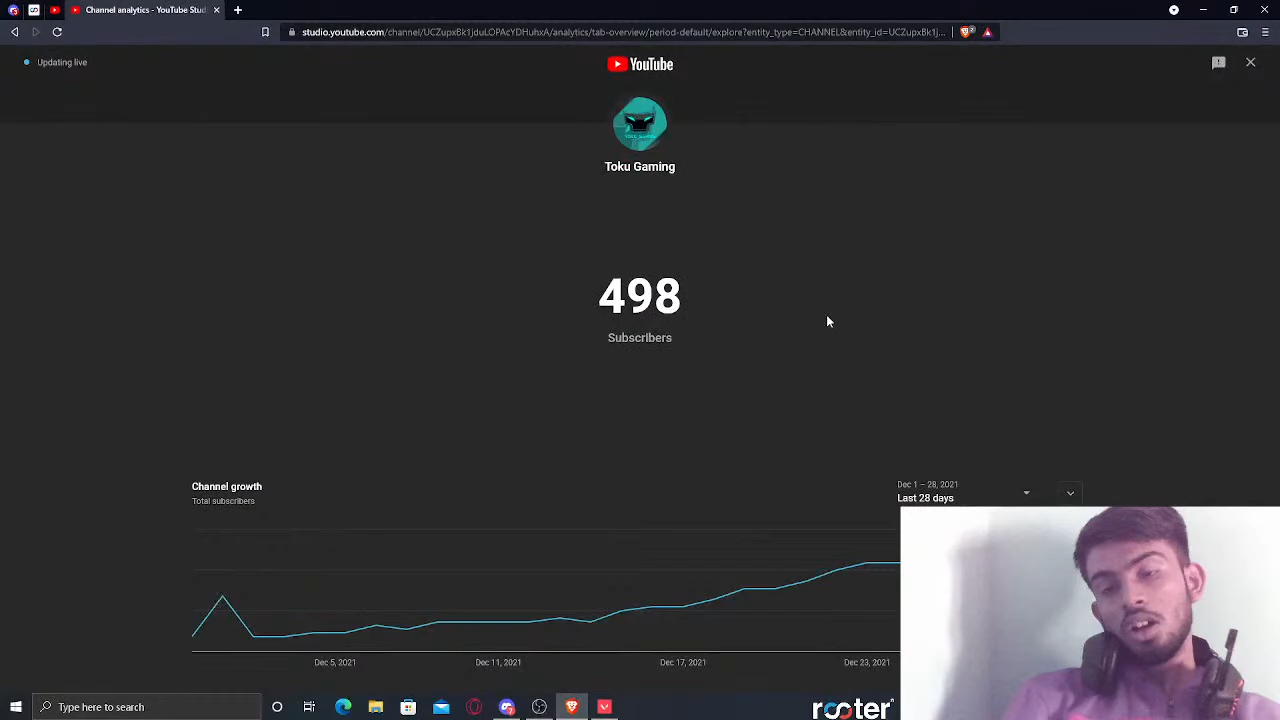 Channel analytics - YouTube Stud
studio.youtube.com/channel/UCZupxBk1jduLOPAcYDHuhxA/analytics/tab-overview/period-default/explore?entity_type=CHANNEL&entity_id=UCZupxBk1j...
Updating live
YouTube
Toku Gaming
498
Subscribers
Channel growth
Total subscribers
Dec 1 – 28, 2021
Last 28 days
Dec 5, 2021
Dec 11, 2021
Dec 17, 2021
Dec 23, 2021
Type here to search
rooter